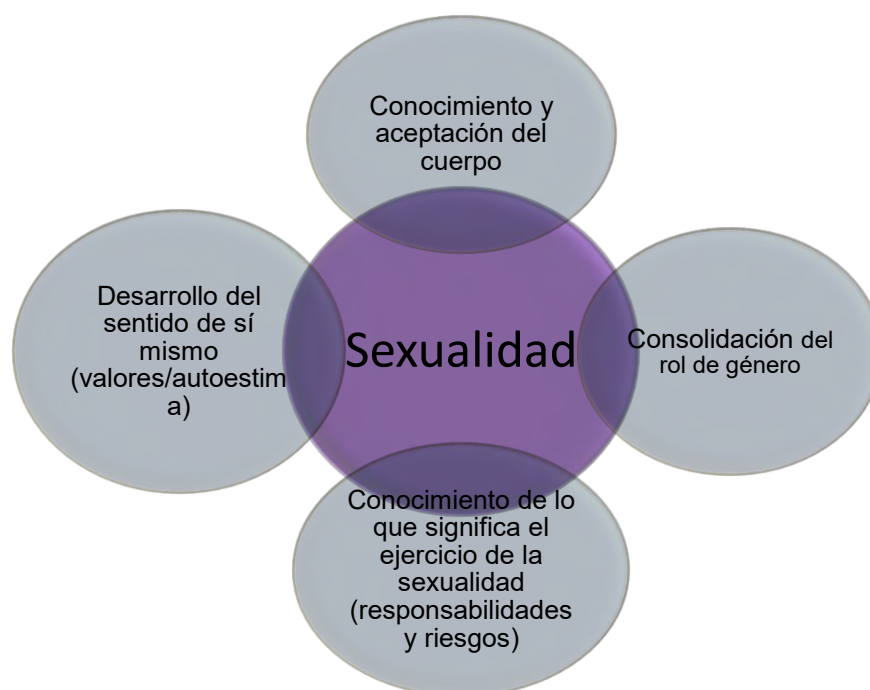 Conocimiento y
aceptación del
cuerpo
Desarrollo del
sentido de sí
mismo
(valores/autoestim
a)
Sexualidad
Consolidación del
rol de género
Conocimiento de lo
que significa el
ejercicio de la
sexualidad
(responsabilidades
y riesgos)